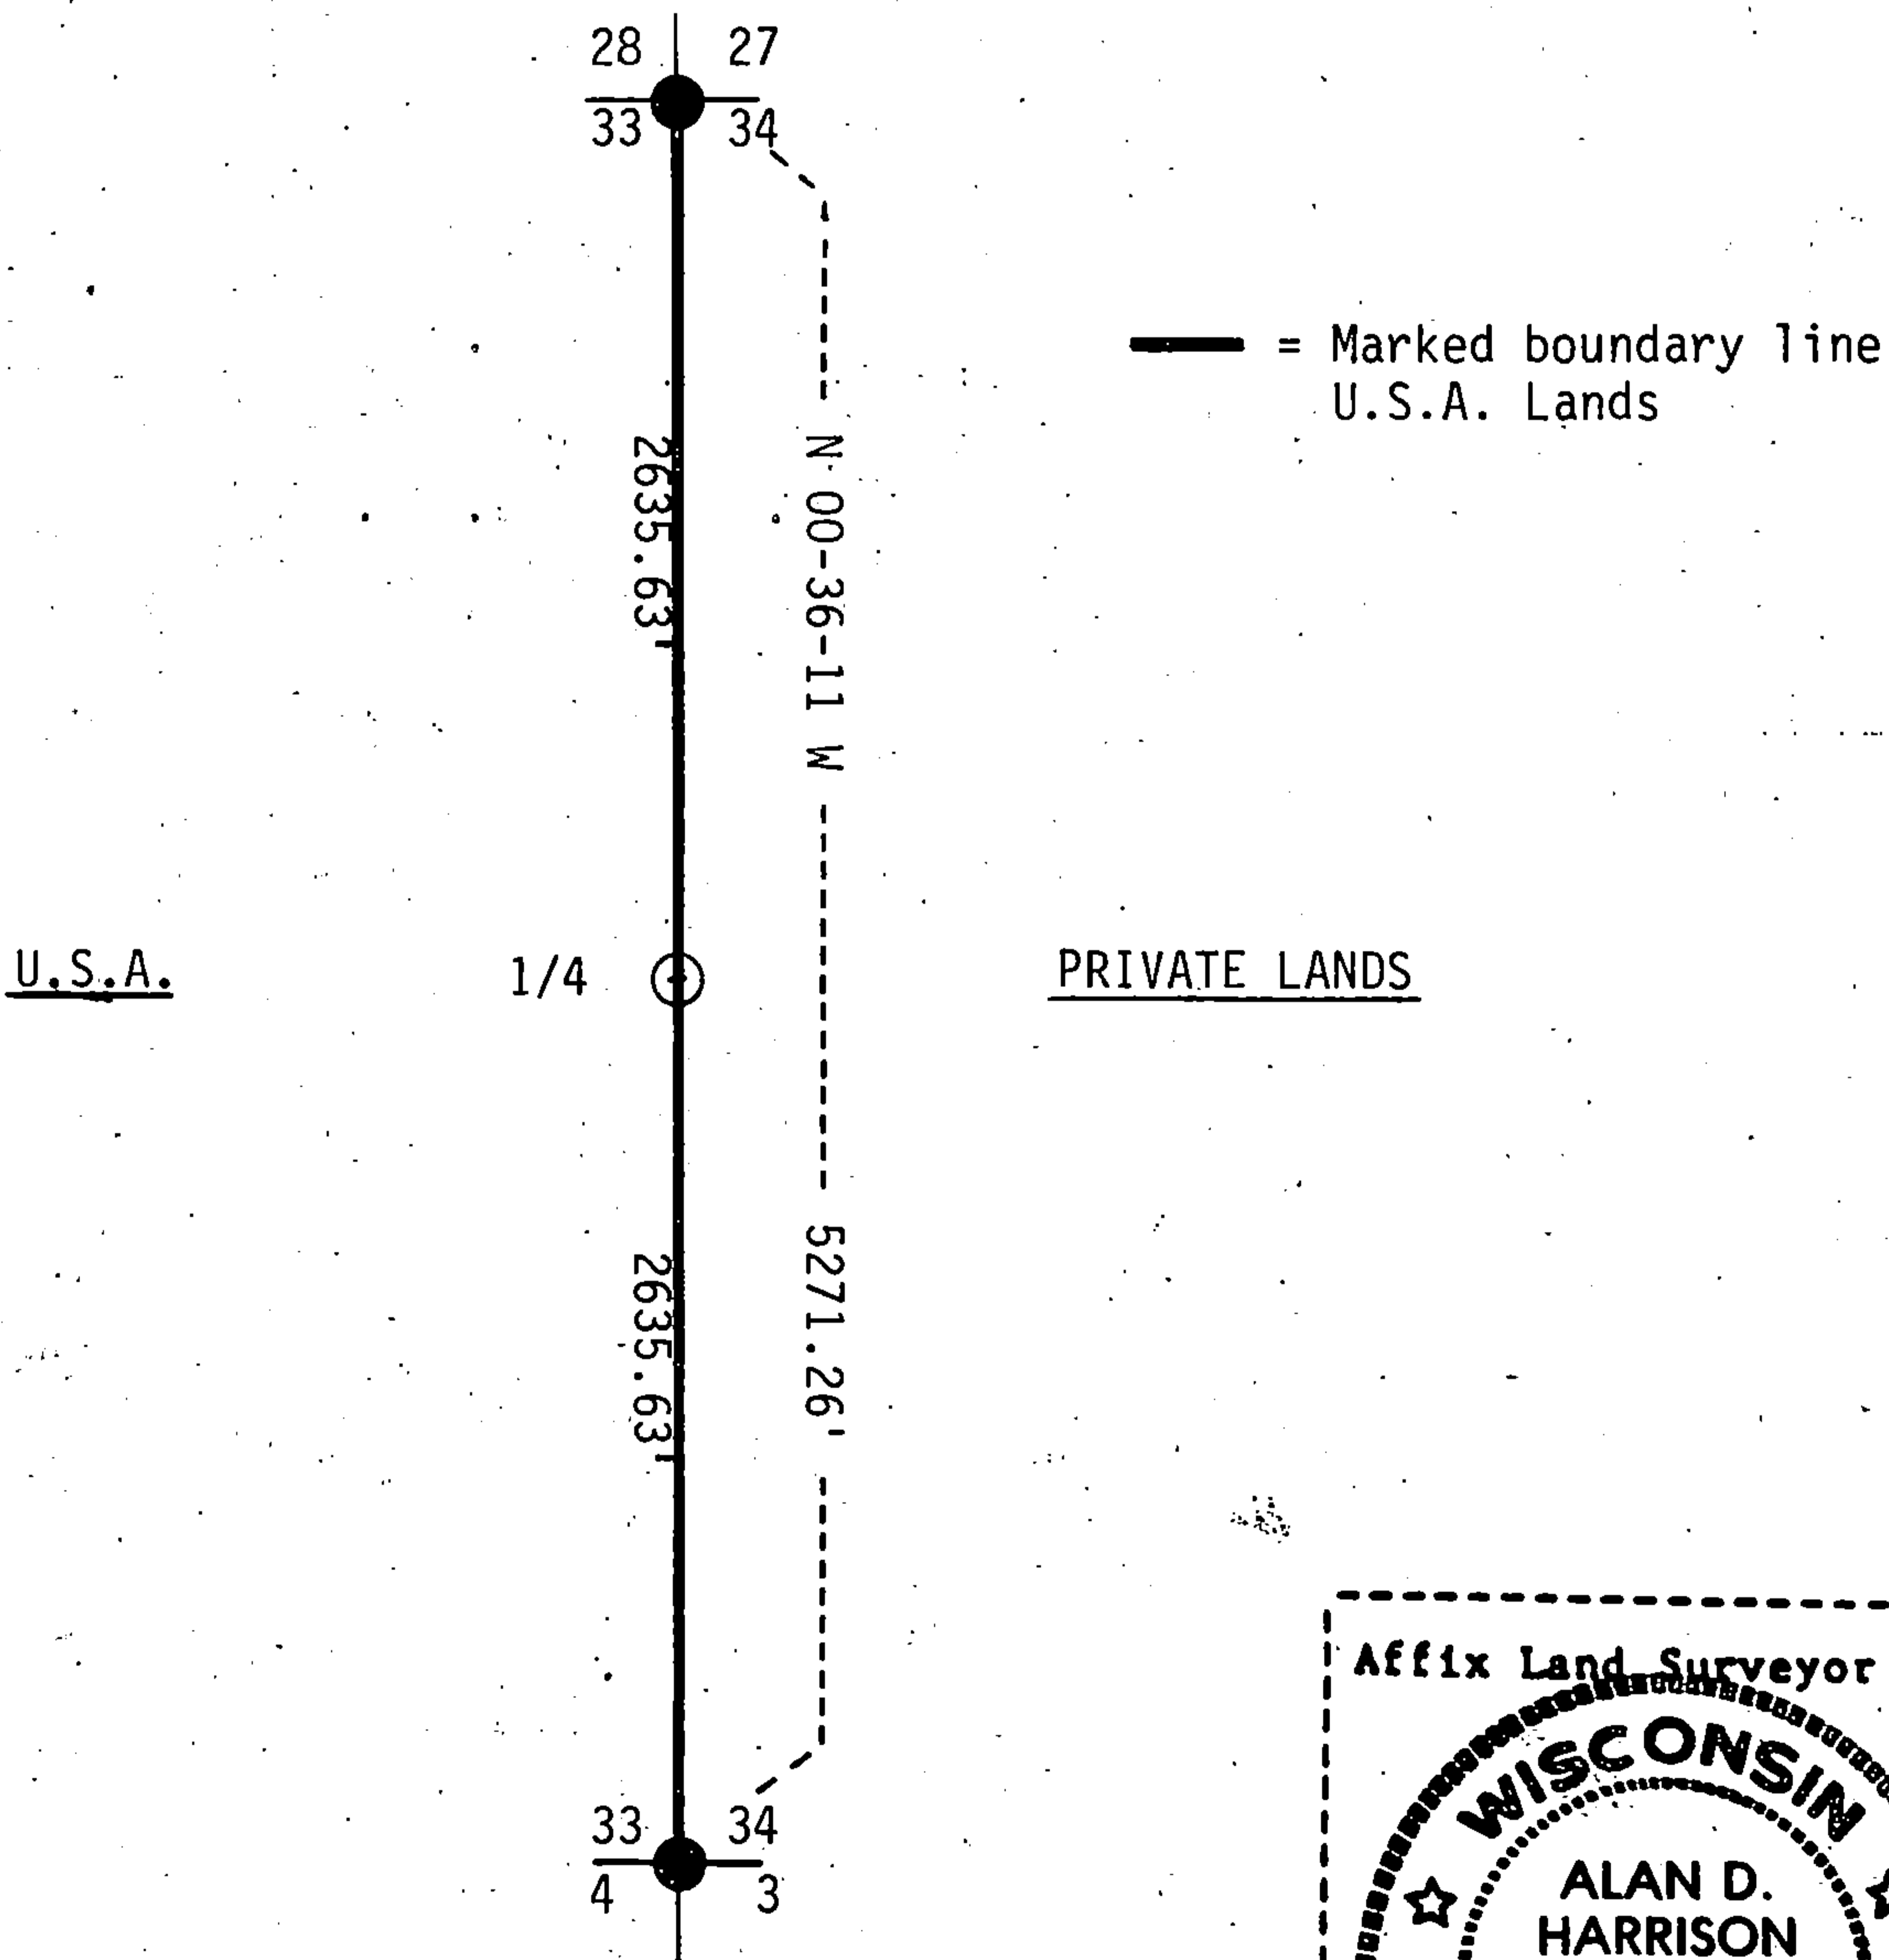 28 27
33 34
= Marked boundary line
U.S.A. Lands
2635.63'
N 00-36-11 W
U.S.A.
1/4
PRIVATE LANDS
2635.63'
5271.26'
33 34
4 3
Affix Land Surveyor
WISCONSIN
ALAN D.
HARRISON